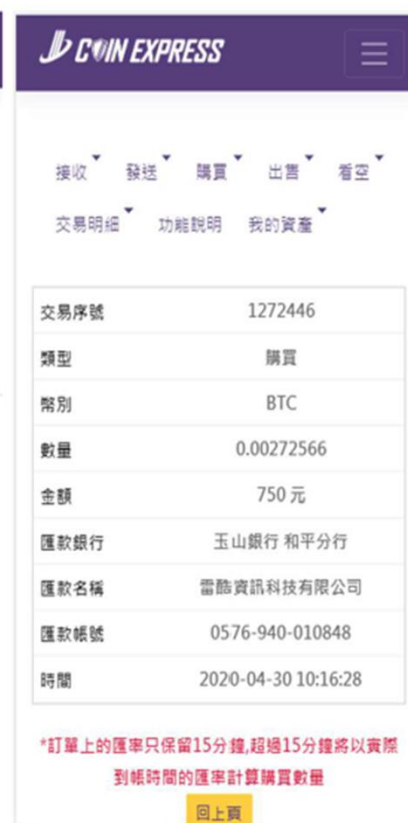 COIN EXPRESS
接收 發送 購買 出售 看空
交易明細 功能說明 我的資產
交易序號 1272446
類型 購買
幣別 BTC
數量 0.00272566
金額 750 元
匯款銀行 玉山銀行 和平分行
匯款名稱 雷酷資訊科技有限公司
匯款帳號 0576-940-010848
時間 2020-04-30 10:16:28
*訂單上的匯率只保留15分鐘,超過15分鐘將以實際
到帳時間的匯率計算購買數量
回上頁